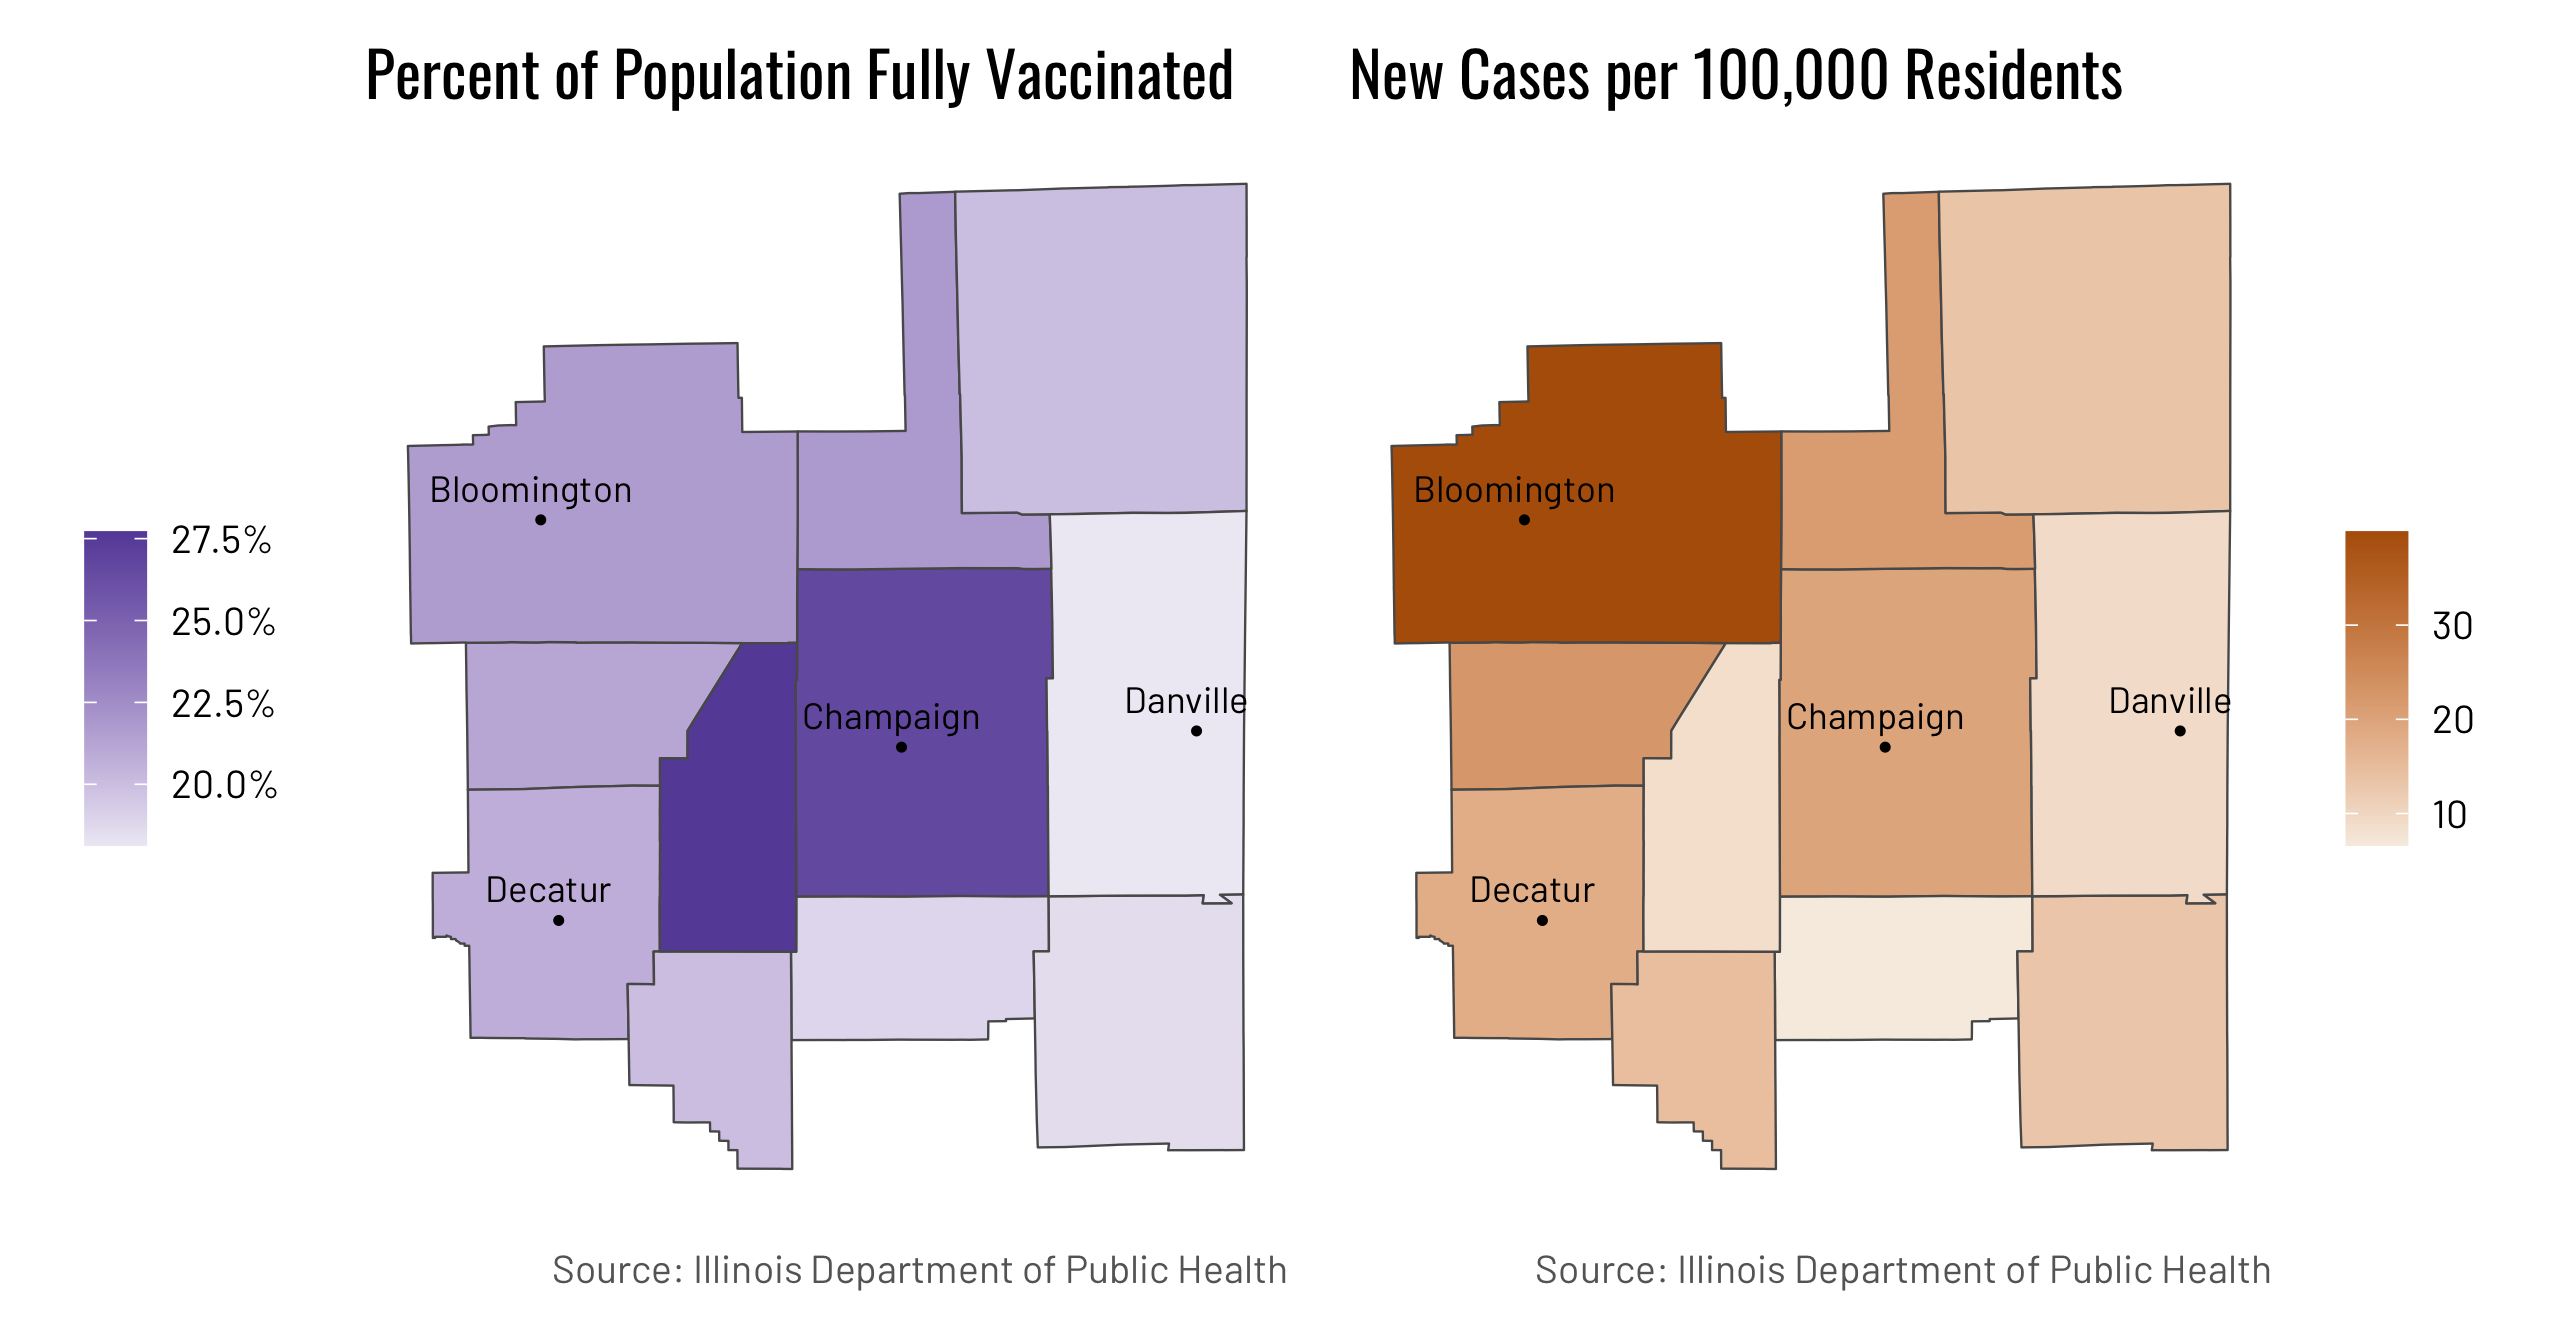 Percent of Population Fully Vaccinated
Bloomington
Champaign
Danville
Decatur
27.5%
25.0%
22.5%
20.0%
Source: Illinois Department of Public Health
New Cases per 100,000 Residents
Bloomington
Champaign
Danville
Decatur
30
20
10
Source: Illinois Department of Public Health